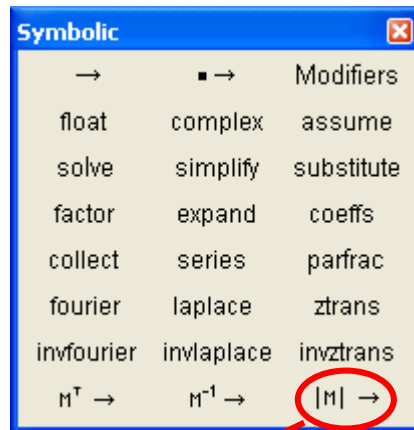 Symbolic
→ ▪ → Modifiers
float complex assume
solve simplify substitute
factor expand coeffs
collect series parfrac
fourier laplace ztrans
invfourier invlaplace invztrans
Mᵀ → M⁻¹ → |M| →